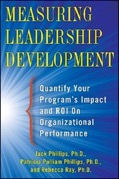 MEASURING
LEADERSHIP
DEVELOPMENT
Quantify Your
Program's Impact
and ROI On
Organizational
Performance
Jack Phillips, Ph.D.,
Patricia Pulliam Phillips, Ph.D.,
and Rebecca Ray, Ph.D.